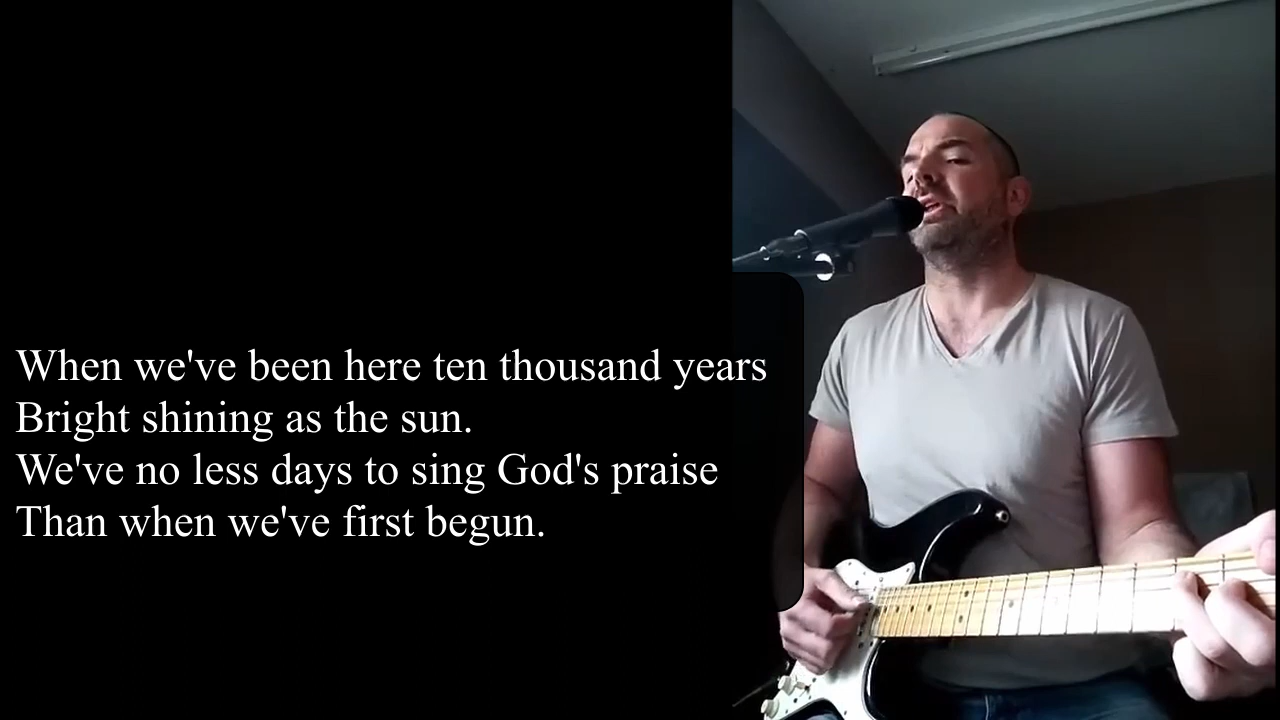 When we've been here ten thousand years
Bright shining as the sun.
We've no less days to sing God's praise
Than when we've first begun.